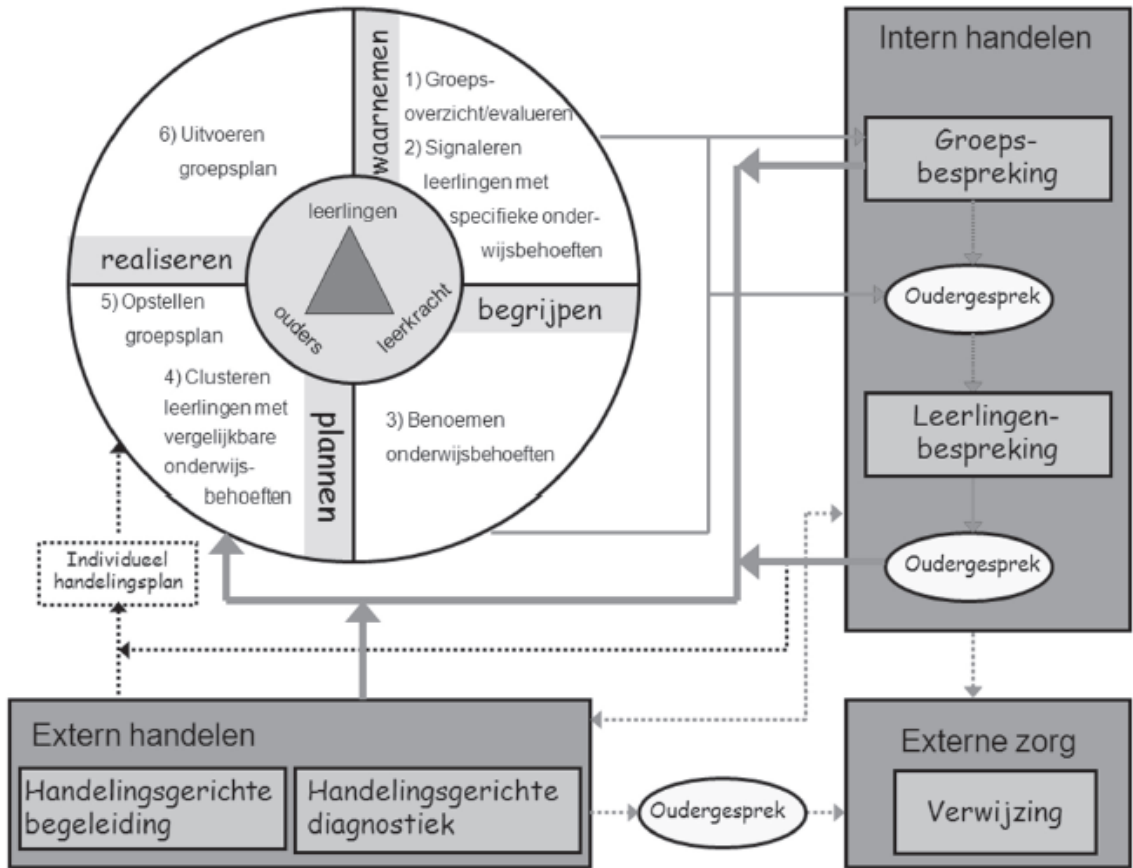 waarnemen
1) Groeps-
overzicht/evalueren
2) Signaleren
leerlingen met
specifieke onder-
wijsbehoeften
begrijpen
3) Benoemen
onderwijsbehoeften
plannen
4) Clusteren
leerlingen met
vergelijkbare
onderwijs-
behoeften
5) Opstellen
groepsplan
realiseren
6) Uitvoeren
groepsplan
leerlingen
ouders
leerkracht
Individueel
handelingsplan
Intern handelen
Groeps-
bespreking
Oudergesprek
Leerlingen-
bespreking
Oudergesprek
Extern handelen
Handelingsgerichte
begeleiding
Handelingsgerichte
diagnostiek
Oudergesprek
Externe zorg
Verwijzing